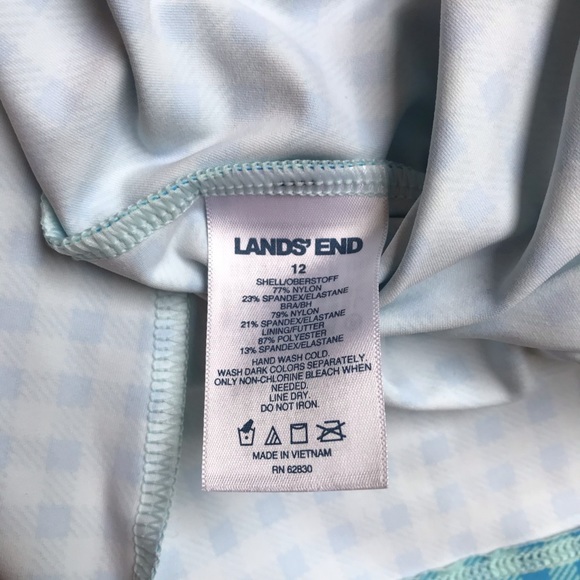 LANDS' END
12
SHELL/OBERSTOFF
77% NYLON
23% SPANDEX/ELASTANE
BRA/BH
79% NYLON
21% SPANDEX/ELASTANE
LINING/FUTTER
87% POLYESTER
13% SPANDEX/ELASTANE
HAND WASH COLD.
WASH DARK COLORS SEPARATELY.
ONLY NON-CHLORINE BLEACH WHEN
NEEDED.
LINE DRY.
DO NOT IRON.
MADE IN VIETNAM
RN 62830